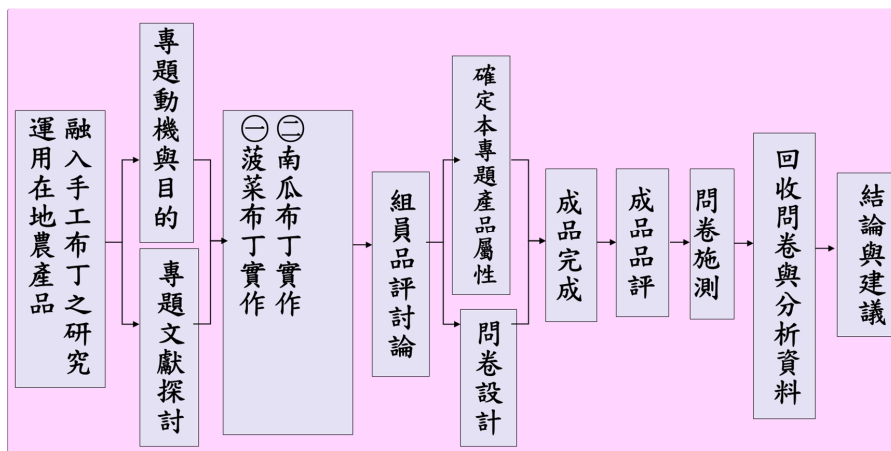 運用在地農產品
融入手工布丁之研究
專題動機與目的
專題文獻探討
㊀菠菜布丁實作
㊁南瓜布丁實作
組員品評討論
確定本專題產品屬性
問卷設計
成品完成
成品品評
問卷施測
回收問卷與分析資料
結論與建議